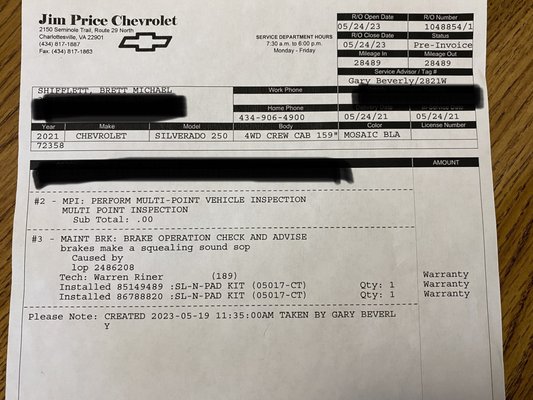 Jim Price Chevrolet
2150 Seminola Trail, Route 29 North
Charlottesville, VA 22901
(434) 817-1887
Fax: (434) 817-1863
SERVICE DEPARTMENT HOURS
7:30 a.m. to 6:00 p.m.
Monday - Friday
R/O Open Date R/O Number
05/24/23 1048854/1
R/O Close Date Status
05/24/23 Pre-Invoice
Mileage In Mileage Out
28489 28489
Service Advisor / Tag #
Gary Beverly/2821W
SHIFFLETT, BRETT MICHAEL
Work Phone
Home Phone
434-906-4900
Delivery Date In-Service Date
05/24/21 05/24/21
Year Make Model Body Color License Number
2021 CHEVROLET SILVERADO 250 4WD CREW CAB 159" MOSAIC BLA
72358
AMOUNT
#2 - MPI: PERFORM MULTI-POINT VEHICLE INSPECTION
MULTI POINT INSPECTION
Sub Total: .00
#3 - MAINT BRK: BRAKE OPERATION CHECK AND ADVISE
brakes make a squealing sound sop
Caused by
lop 2486208
Tech: Warren Riner (189) Warranty
Installed 85149489 :SL-N-PAD KIT (05017-CT) Qty: 1 Warranty
Installed 86788820 :SL-N-PAD KIT (05017-CT) Qty: 1 Warranty
Please Note: CREATED 2023-05-19 11:35:00AM TAKEN BY GARY BEVERL
Y